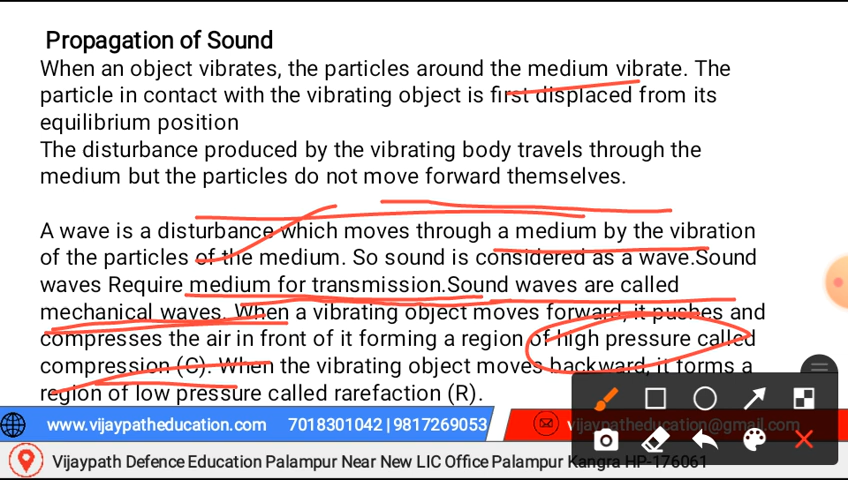 Propagation of Sound
When an object vibrates, the particles around the medium vibrate. The
particle in contact with the vibrating object is first displaced from its
equilibrium position
The disturbance produced by the vibrating body travels through the
medium but the particles do not move forward themselves.
A wave is a disturbance which moves through a medium by the vibration
of the particles of the medium. So sound is considered as a wave.Sound
waves Require medium for transmission.Sound waves are called
mechanical waves. When a vibrating object moves forward, it pushes and
compresses the air in front of it forming a region of high pressure called
compression (C). When the vibrating object moves backward, it forms a
region of low pressure called rarefaction (R).
www.vijaypatheducation.com 7018301042 | 9817269053 vijaypatheducation@gmail.com
Vijaypath Defence Education Palampur Near New LIC Office Palampur Kangra HP-176061